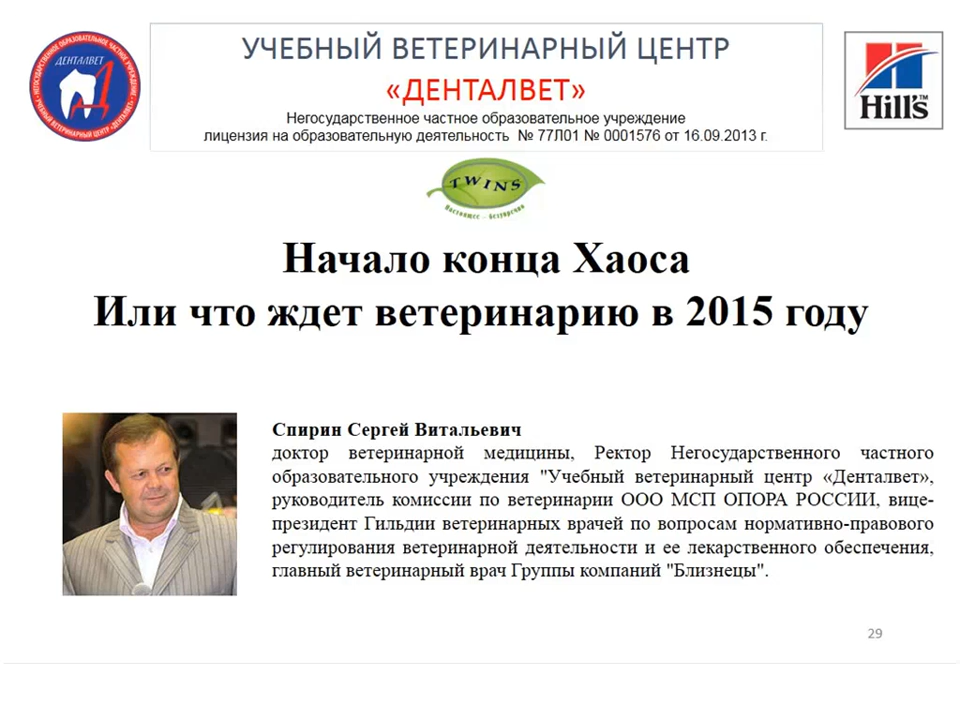 ДЕНТАЛВЕТ
УЧЕБНЫЙ ВЕТЕРИНАРНЫЙ ЦЕНТР
«ДЕНТАЛВЕТ»
Негосударственное частное образовательное учреждение
лицензия на образовательную деятельность № 77Л01 № 0001576 от 16.09.2013 г.
Hill's™
TWINS
Настоящее - безупречно
Начало конца Хаоса
Или что ждет ветеринарию в 2015 году
Спирин Сергей Витальевич
доктор ветеринарной медицины, Ректор Негосударственного частного
образовательного учреждения "Учебный ветеринарный центр «Денталвет»,
руководитель комиссии по ветеринарии ООО МСП ОПОРА РОССИИ, вице-
президент Гильдии ветеринарных врачей по вопросам нормативно-правового
регулирования ветеринарной деятельности и ее лекарственного обеспечения,
главный ветеринарный врач Группы компаний "Близнецы".
29